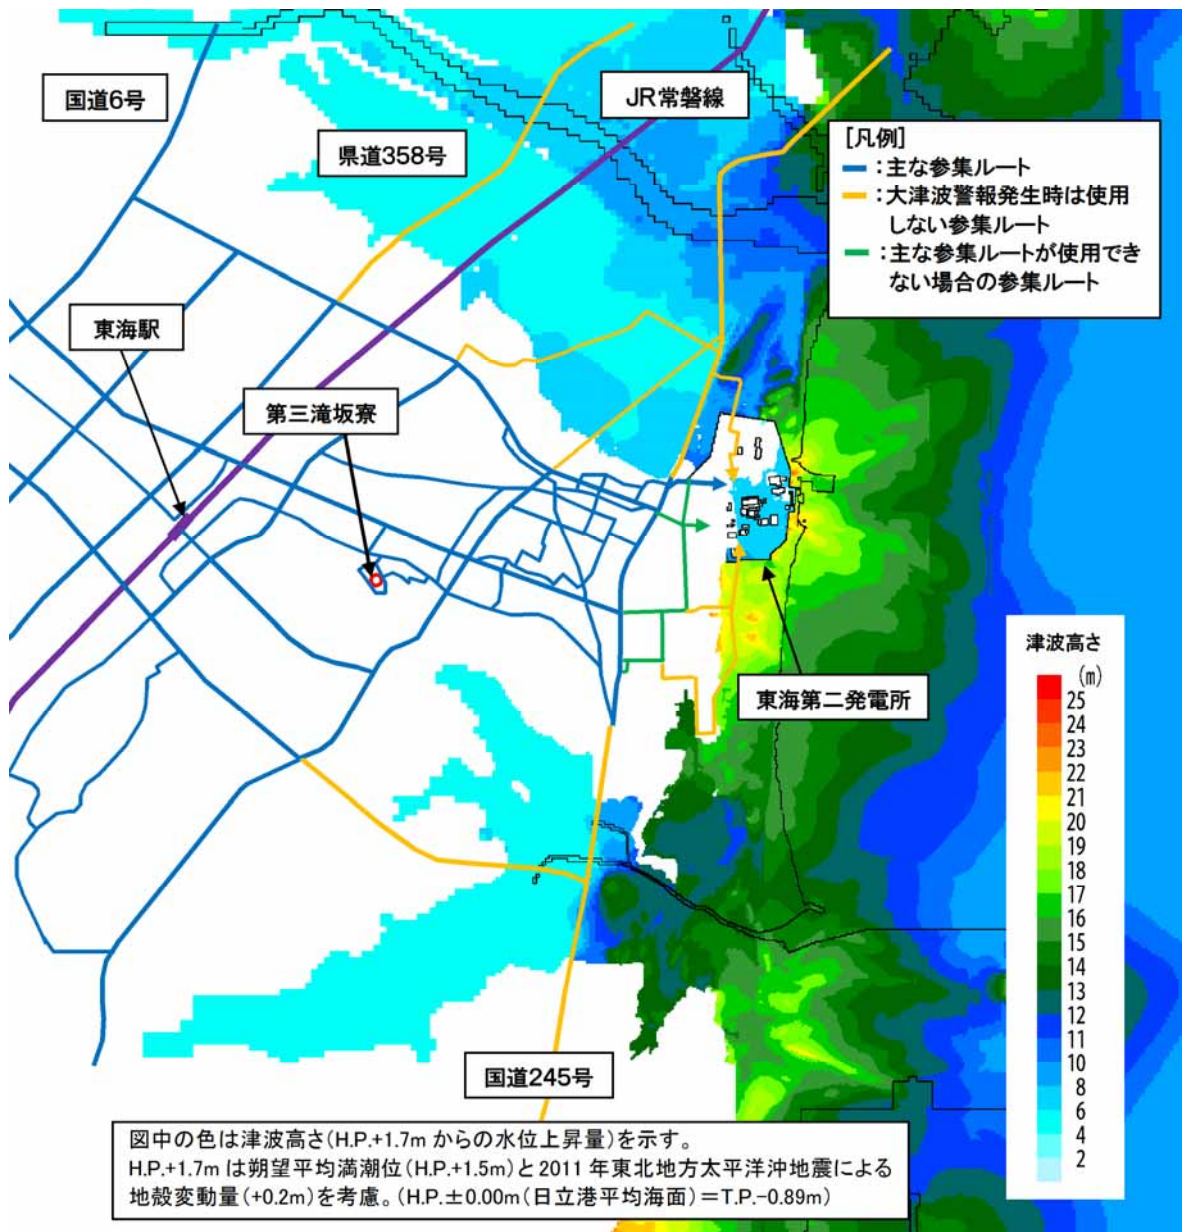 国道6号
県道358号
JR常磐線
[凡例]
：主な参集ルート
：大津波警報発生時は使用
しない参集ルート
：主な参集ルートが使用でき
ない場合の参集ルート
東海駅
第三滝坂寮
東海第二発電所
津波高さ
(m)
25
24
23
22
21
20
19
18
17
16
15
14
13
12
11
10
8
6
4
2
国道245号
図中の色は津波高さ(H.P.+1.7m からの水位上昇量)を示す。
H.P.+1.7m は朔望平均満潮位(H.P.+1.5m)と2011 年東北地方太平洋沖地震による
地殻変動量(+0.2m)を考慮。(H.P.±0.00m(日立港平均海面)＝T.P.-0.89m)